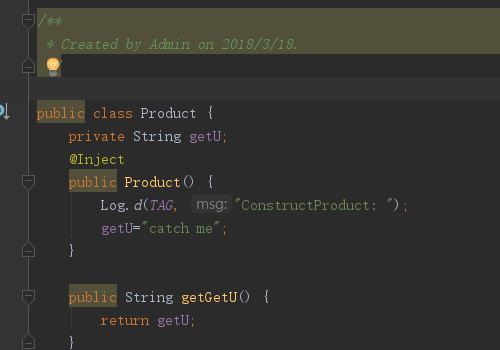 /**
* Created by Admin on 2018/3/18.
public class Product {
private String getU;
@Inject
public Product() {
Log.d(TAG, msg: "ConstructProduct: ");
getU="catch me";
}
public String getGetU() {
return getU;
}